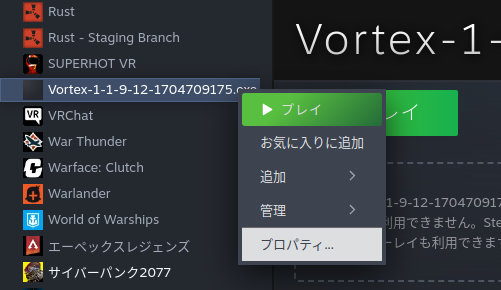 Rust
Rust - Staging Branch
SUPERHOT VR
Vortex-1-1-9-12-1704709175.exe
VRChat
War Thunder
Warface: Clutch
Warlander
World of Warships
エーペックスレジェンズ
サイバーパンク2077
プレイ
お気に入りに追加
追加
管理
プロパティ...
Vortex-1-
レイ
-1-9-12-17047091
利用できません。Ste
レイも利用できま